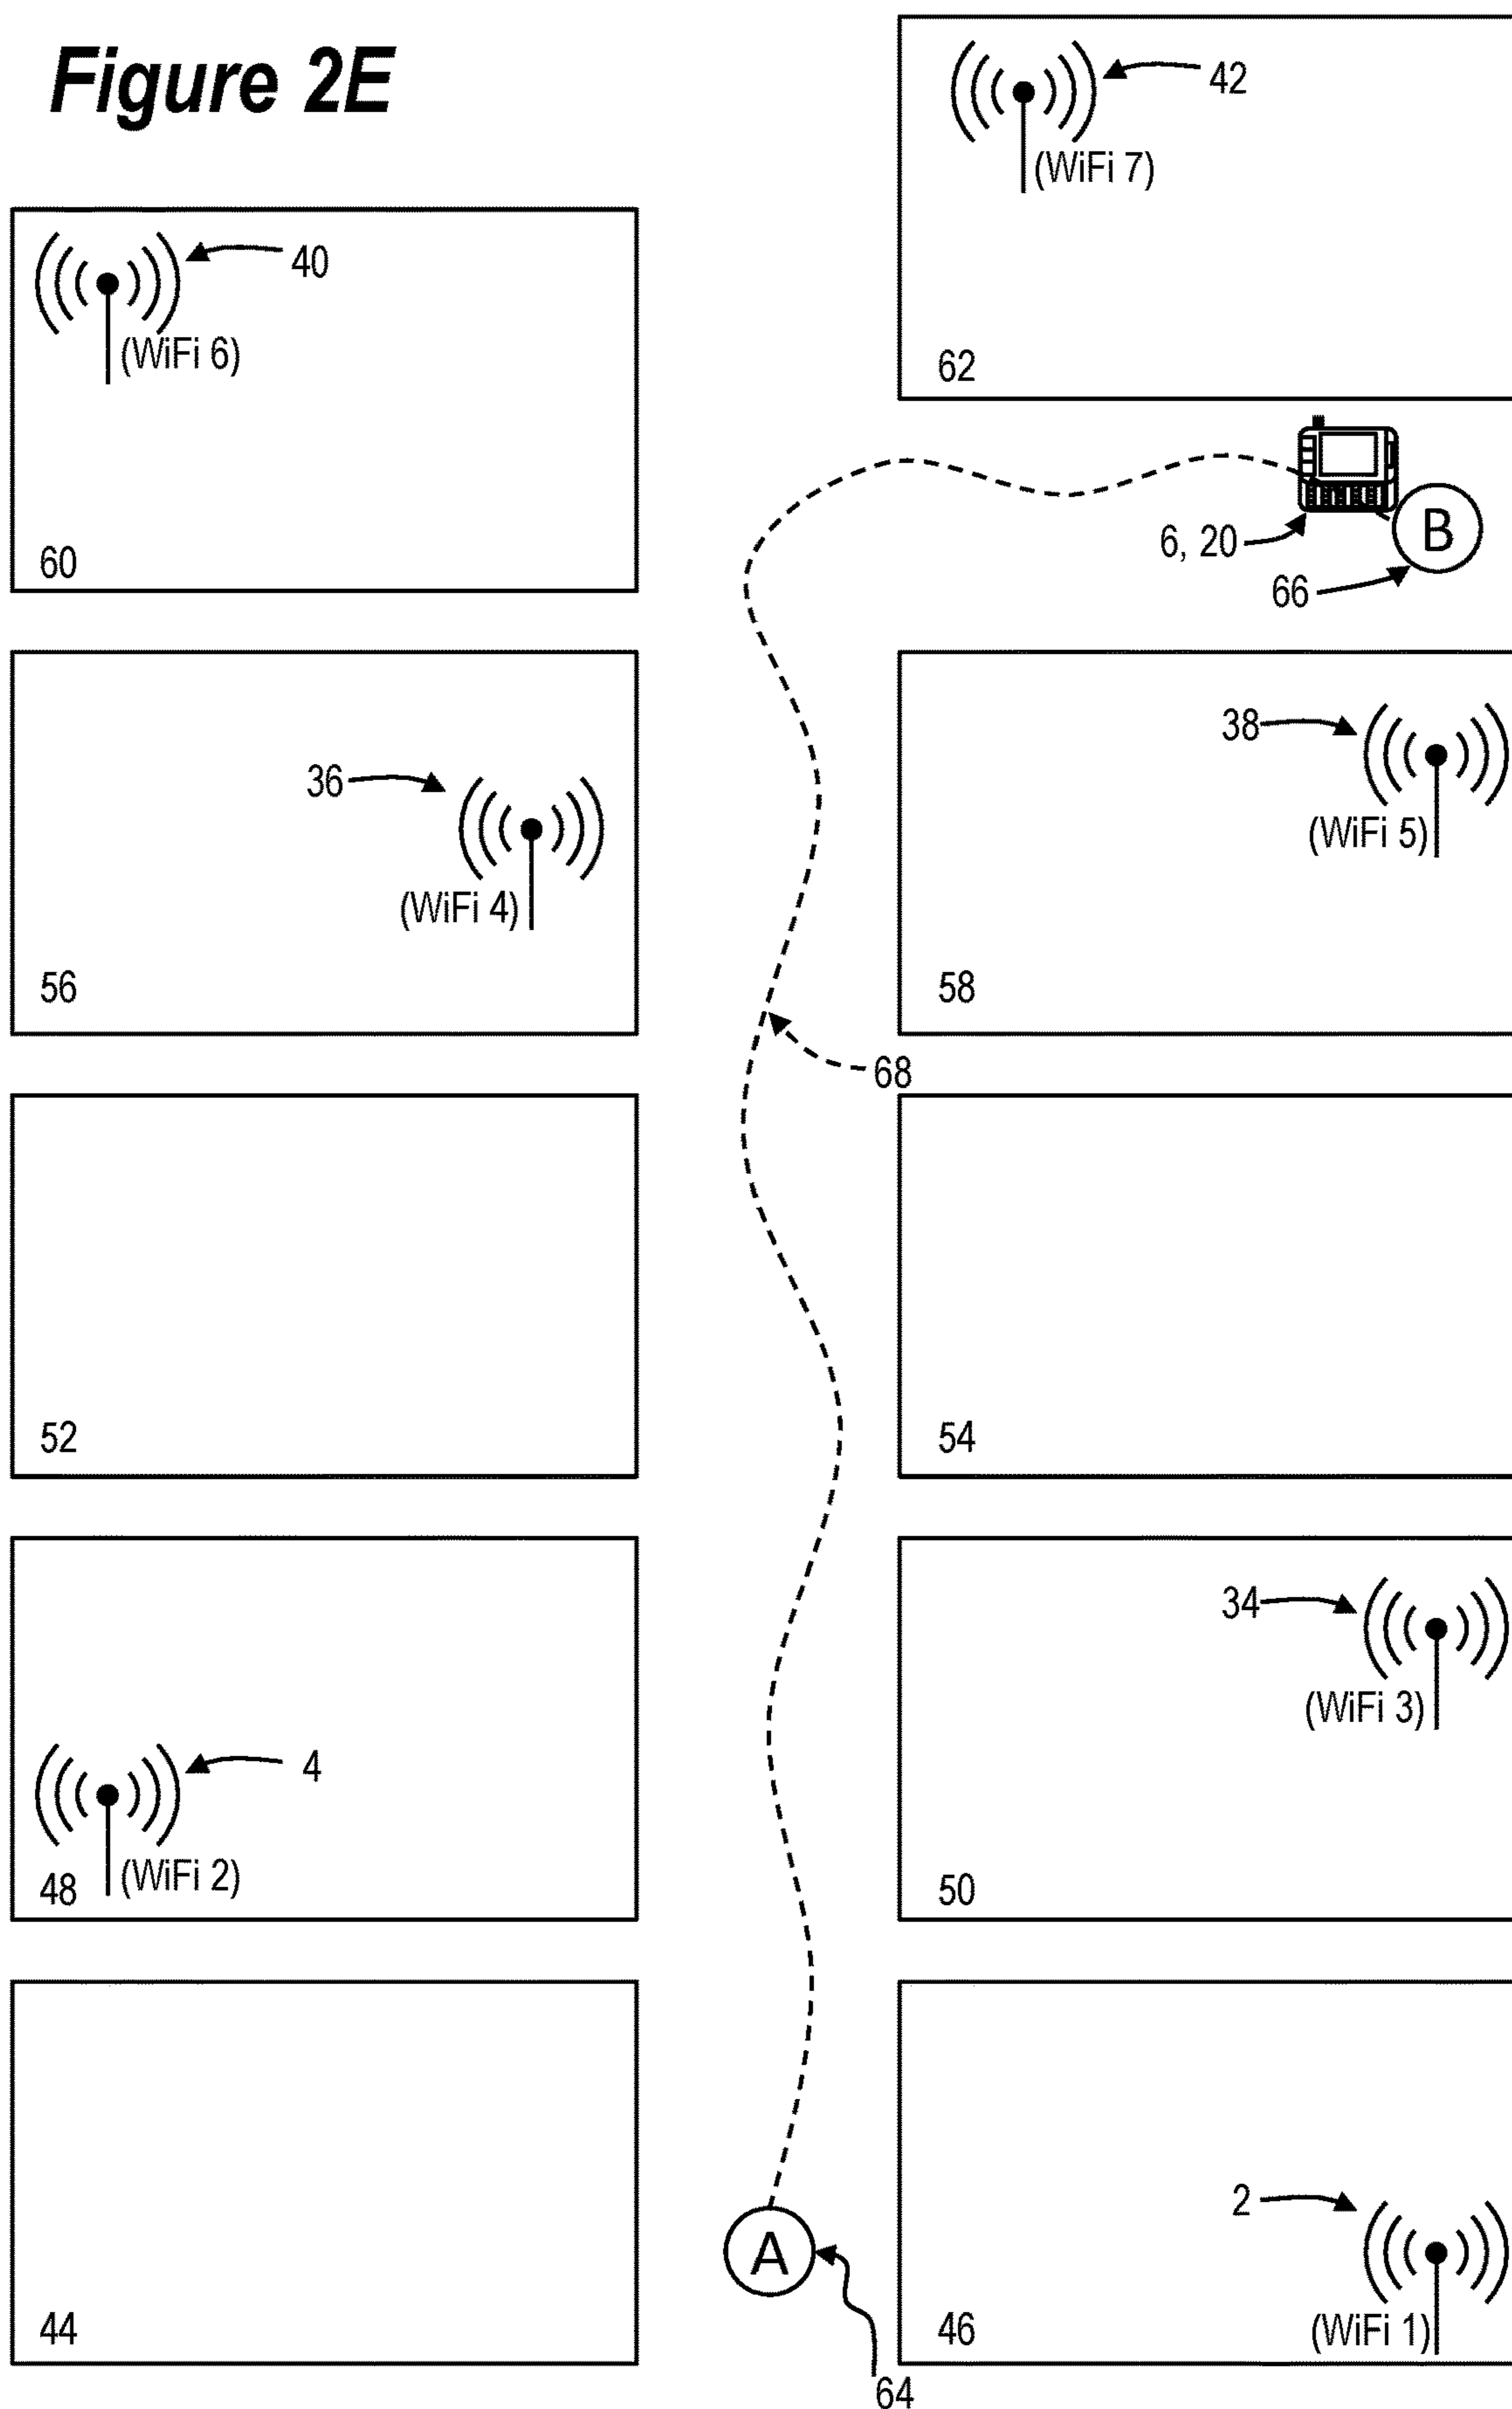 Figure 2E
42
(WiFi 7)
40
(WiFi 6)
62
60
6, 20
B
66
38
36
(WiFi 5)
(WiFi 4)
56
58
68
52
54
34
(WiFi 3)
4
48
(WiFi 2)
50
2
A
44
46
(WiFi 1)
64